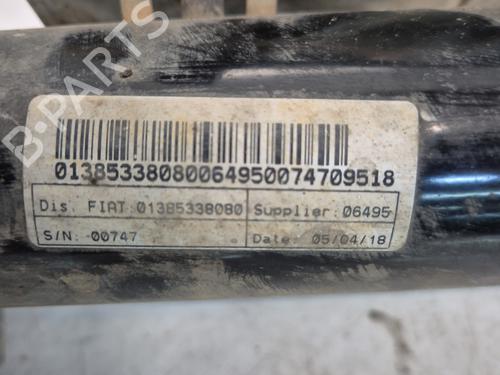 B-PARTS
01385338080064950074709518
Dis. FIAT 01385338080 Supplier: 06495
S/N: 00747 Date: 05/04/18